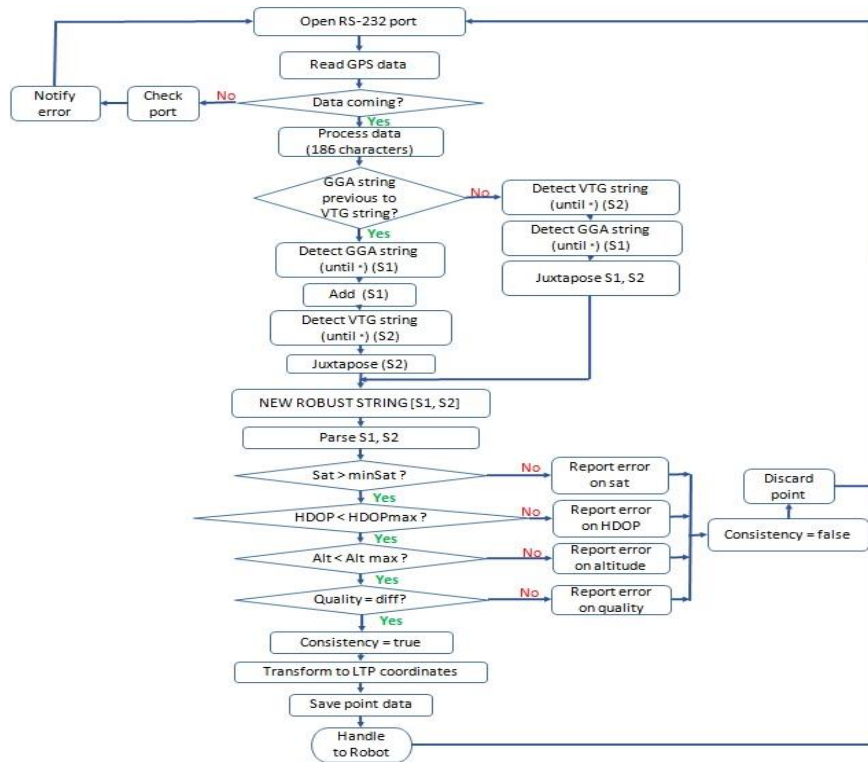 Open RS-232 port
Read GPS data
Notify
error
Check
port
No
Data coming?
Yes
Process data
(186 characters)
GGA string
previous to
VTG string?
No
Detect VTG string
(until *) (S2)
Yes
Detect GGA string
(until *) (S1)
Juxtapose S1, S2
Detect GGA string
(until *) (S1)
Add (S1)
Detect VTG string
(until *) (S2)
Juxtapose (S2)
NEW ROBUST STRING [S1, S2]
Parse S1, S2
Sat > minSat ?
No
Report error
on sat
Yes
HDOP < HDOPmax ?
No
Report error
on HDOP
Yes
Alt < Alt max ?
No
Report error
on altitude
Yes
Quality = diff?
No
Report error
on quality
Yes
Discard
point
Consistency = false
Consistency = true
Transform to LTP coordinates
Save point data
Handle
to Robot